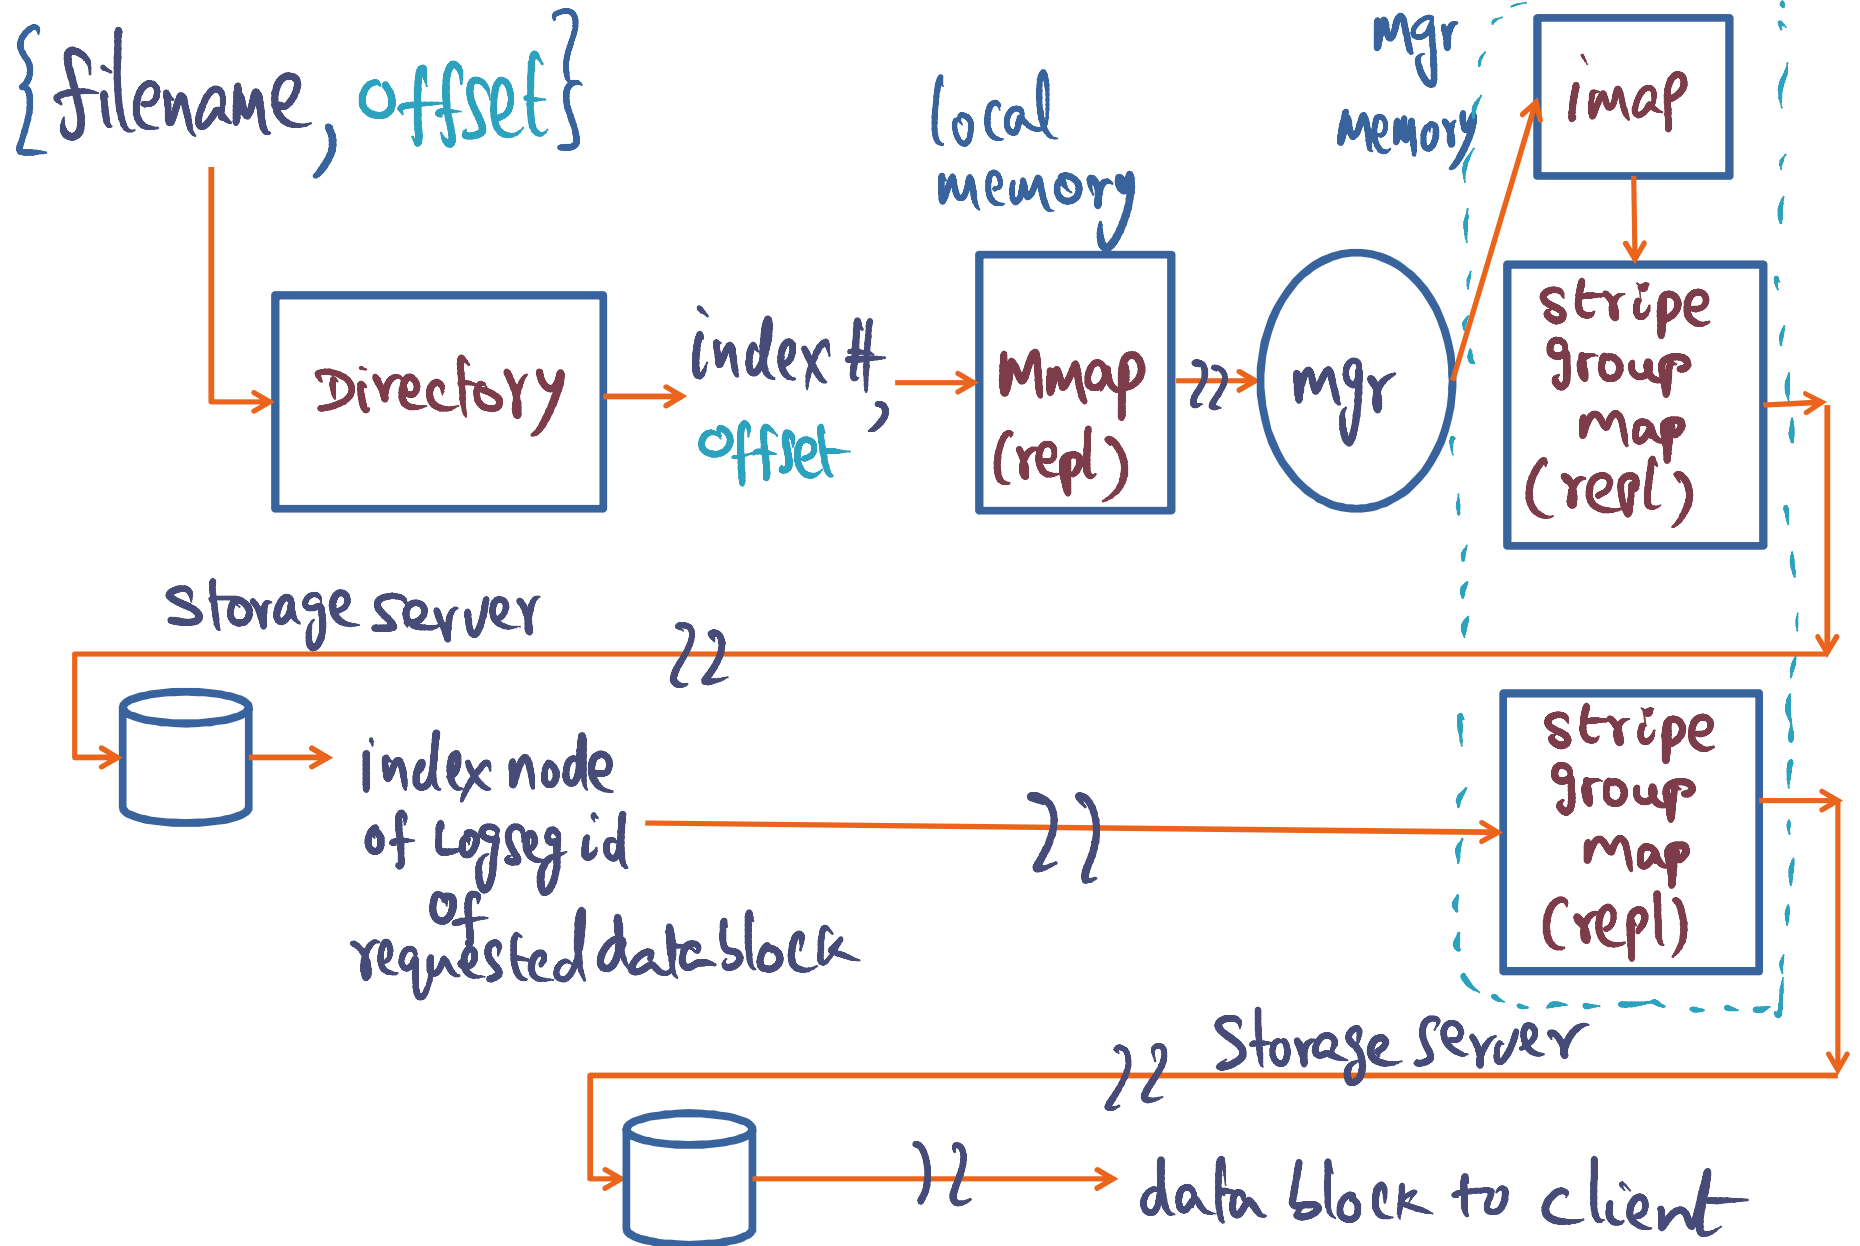 {filename, offset}
local
memory
mgr
memory
imap
Directory
index #,
offset
Mmap
(repl)
mgr
stripe
group
map
(repl)
Storage server
index node
of Logseg id
of
requested data block
stripe
group
map
(repl)
Storage server
data block to client